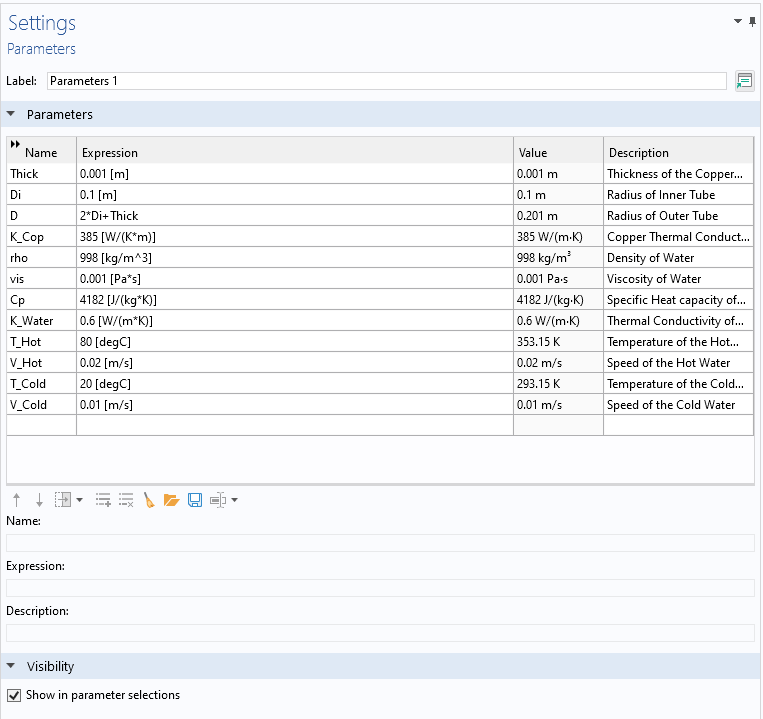 Settings
Parameters
Label: Parameters 1
Parameters
Name Expression Value Description
Thick 0.001 [m] 0.001 m Thickness of the Copper...
Di 0.1 [m] 0.1 m Radius of Inner Tube
D 2*Di+Thick 0.201 m Radius of Outer Tube
K_Cop 385 [W/(K*m)] 385 W/(m·K) Copper Thermal Conduct...
rho 998 [kg/m^3] 998 kg/m³ Density of Water
vis 0.001 [Pa*s] 0.001 Pa·s Viscosity of Water
Cp 4182 [J/(kg*K)] 4182 J/(kg·K) Specific Heat capacity of...
K_Water 0.6 [W/(m*K)] 0.6 W/(m·K) Thermal Conductivity of...
T_Hot 80 [degC] 353.15 K Temperature of the Hot...
V_Hot 0.02 [m/s] 0.02 m/s Speed of the Hot Water
T_Cold 20 [degC] 293.15 K Temperature of the Cold...
V_Cold 0.01 [m/s] 0.01 m/s Speed of the Cold Water
Name:
Expression:
Description:
Visibility
Show in parameter selections